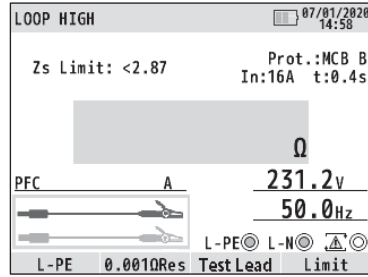 LOOP HIGH
07/01/2020
14:58
Zs Limit: <2.87
Prot.:MCB B
In:16A t:0.4s
Ω
PFC A
231.2V
50.0Hz
L-PE L-N
L-PE 0.001ΩRes Test Lead Limit